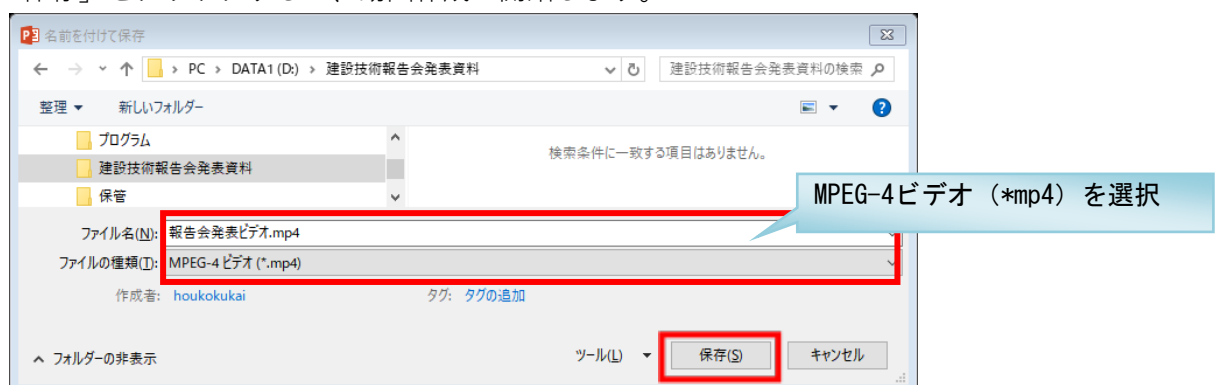 名前を付けて保存
PC › DATA1 (D:) › 建設技術報告会発表資料
建設技術報告会発表資料の検索
整理 新しいフォルダー
プログラム
建設技術報告会発表資料
保管
検索条件に一致する項目はありません。
MPEG-4ビデオ (*mp4) を選択
ファイル名(N): 報告会発表ビデオ.mp4
ファイルの種類(T): MPEG-4 ビデオ (*.mp4)
作成者: houkokukai タグ: タグの追加
フォルダーの非表示 ツール(L) 保存(S) キャンセル